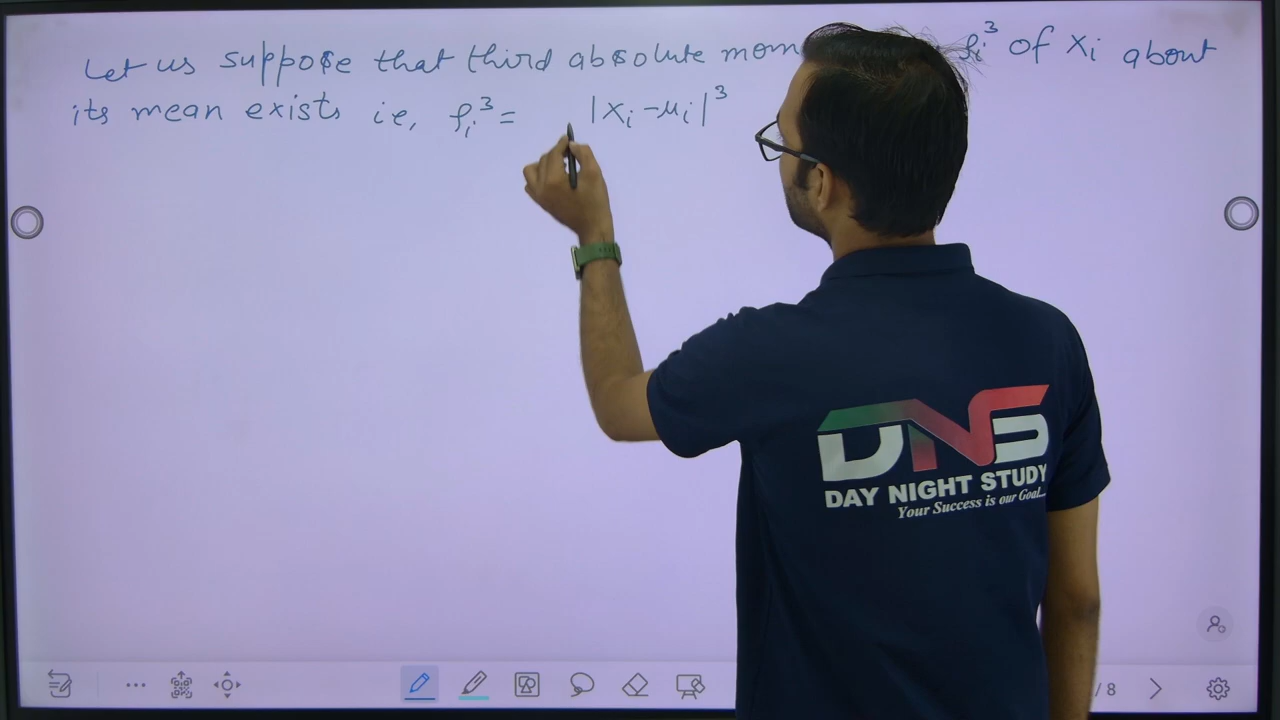 Let us suppose that third absolute mom ρi³ of Xi about
its mean exists i.e, ρi³ = |Xi - μi|³
DNS
DAY NIGHT STUDY
Your Success is our Goal...
/ 8